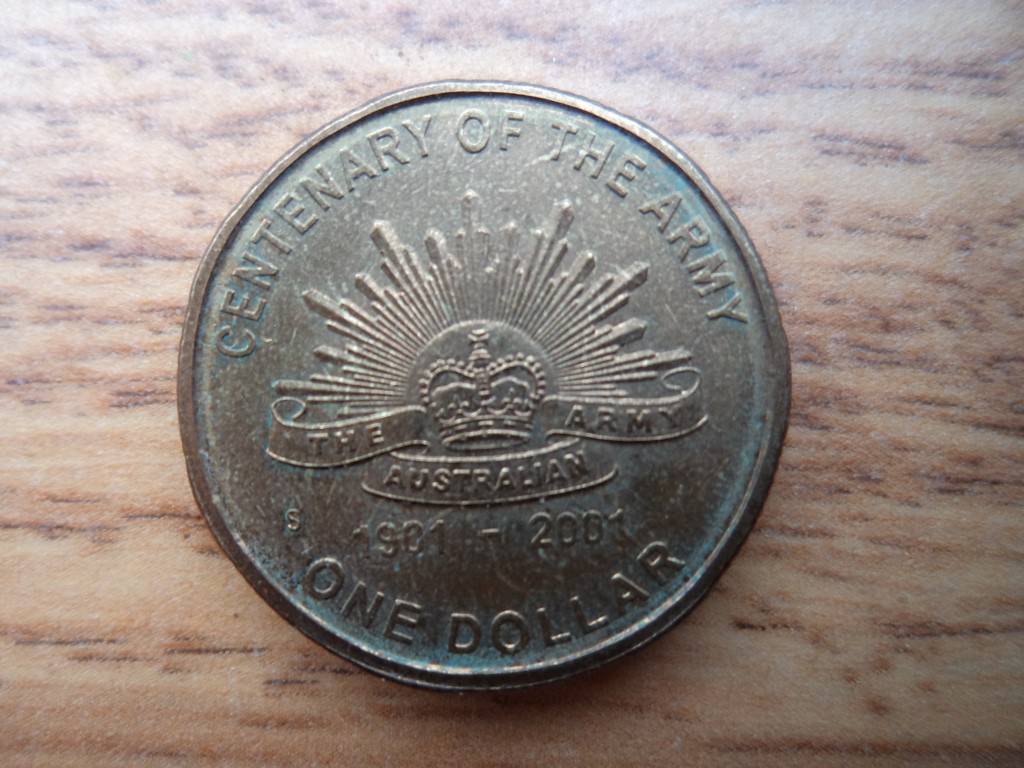 CENTENARY OF THE ARMY
THE AUSTRALIAN ARMY
S
1901 - 2001
ONE DOLLAR